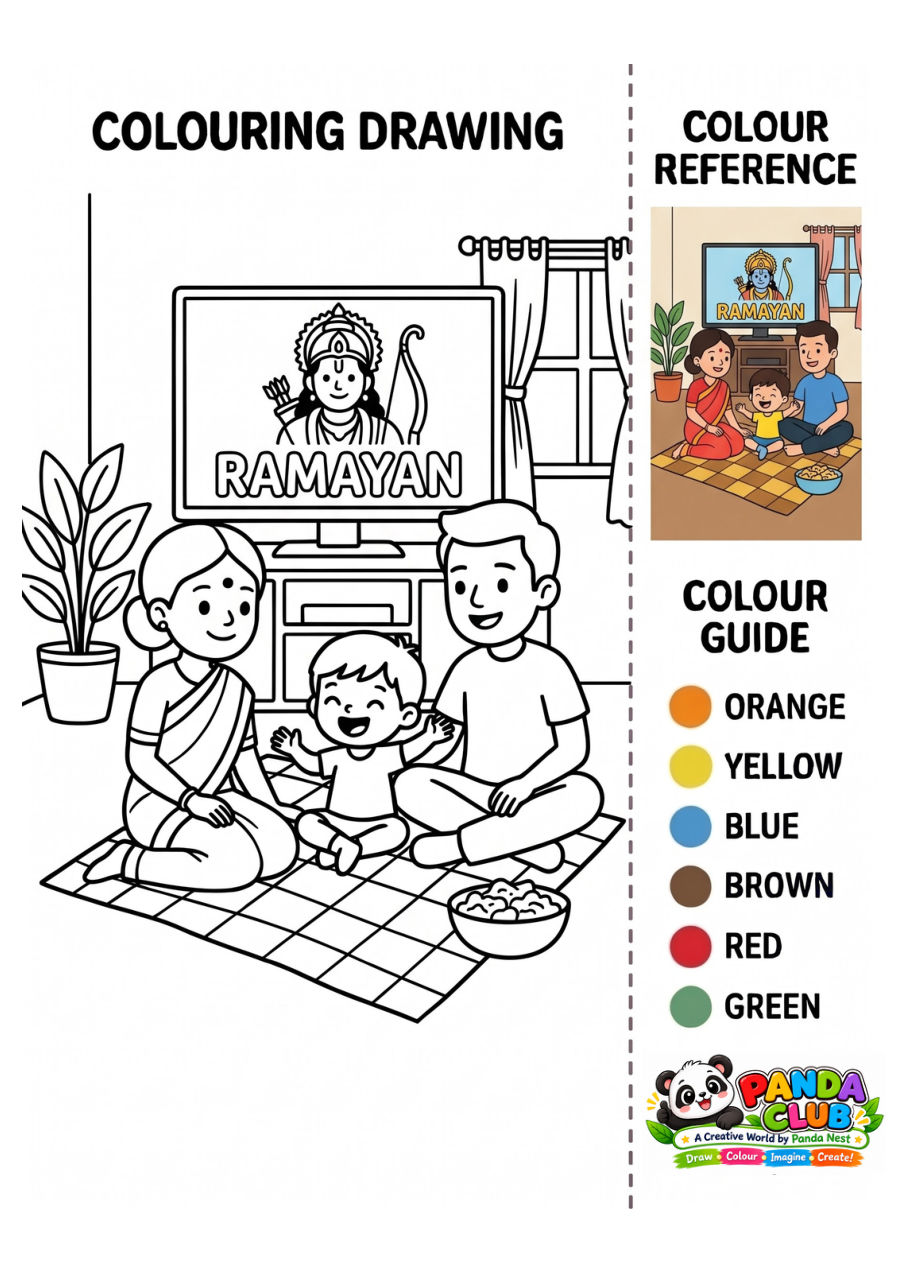 COLOURING DRAWING
RAMAYAN
COLOUR
REFERENCE
RAMAYAN
COLOUR
GUIDE
ORANGE
YELLOW
BLUE
BROWN
RED
GREEN
PANDA
CLUB
A Creative World by Panda Nest
Draw • Colour • Imagine • Create!